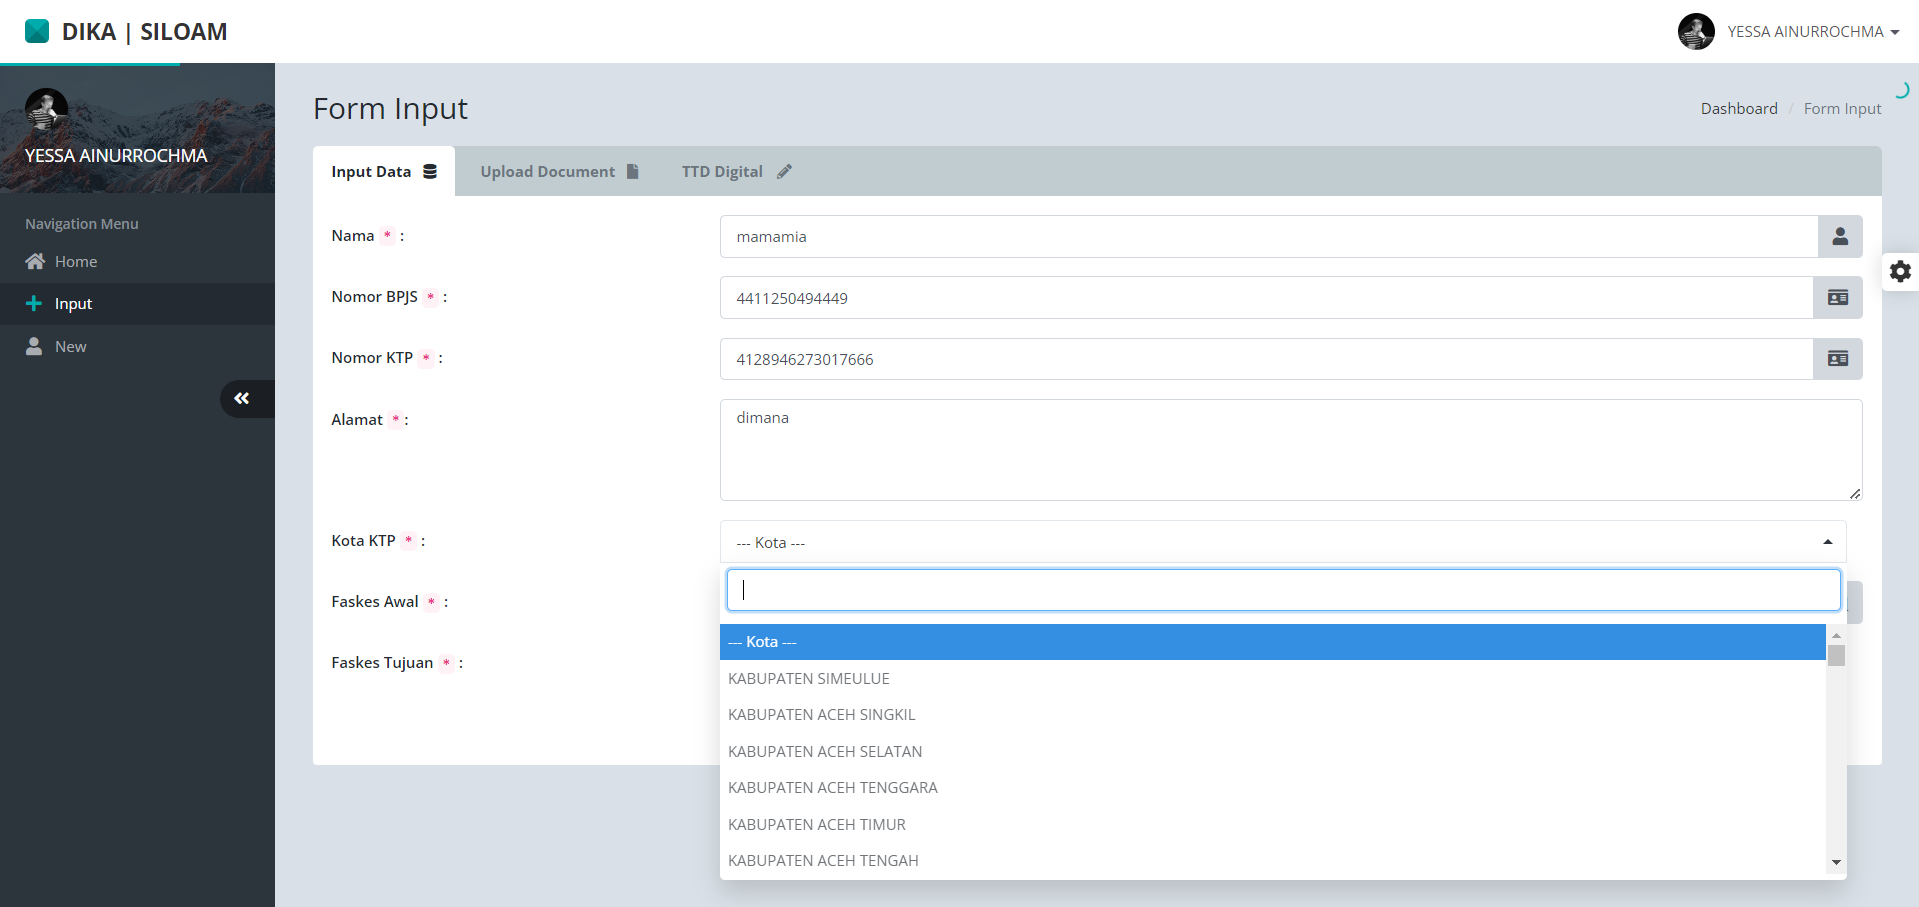 DIKA | SILOAM
YESSA AINURROCHMA
YESSA AINURROCHMA
Navigation Menu
Home
Input
New
Form Input
Dashboard / Form Input
Input Data
Upload Document
TTD Digital
Nama * :
mamamia
Nomor BPJS * :
4411250494449
Nomor KTP * :
4128946273017666
Alamat * :
dimana
Kota KTP * :
--- Kota ---
Faskes Awal * :
Faskes Tujuan * :
--- Kota ---
KABUPATEN SIMEULUE
KABUPATEN ACEH SINGKIL
KABUPATEN ACEH SELATAN
KABUPATEN ACEH TENGGARA
KABUPATEN ACEH TIMUR
KABUPATEN ACEH TENGAH